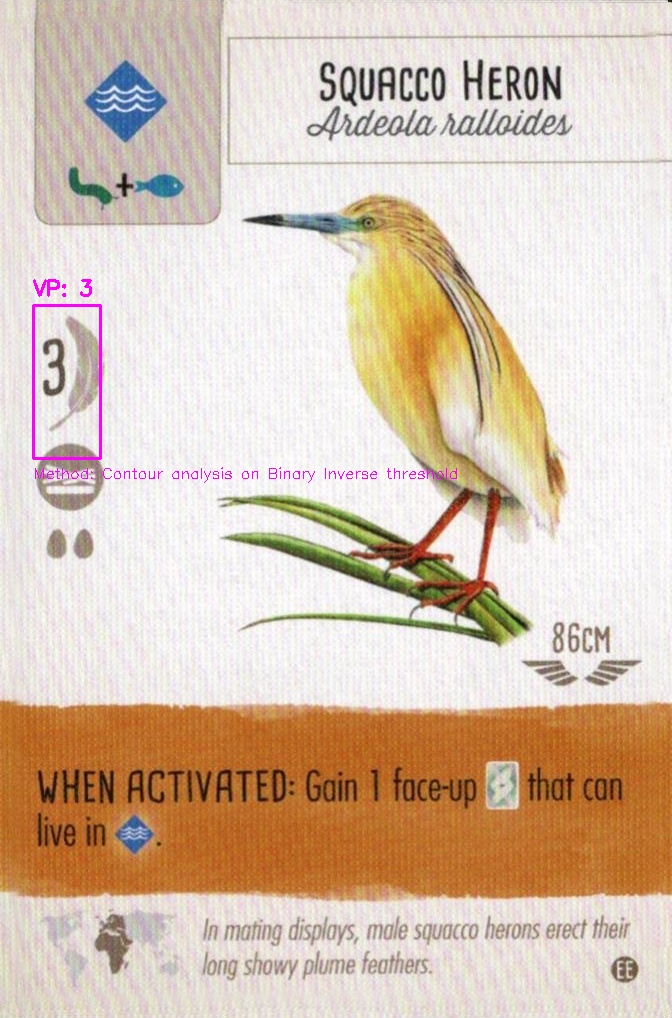 SQUACCO HERON
Ardeola ralloides
+
VP: 3
3
Method: Contour analysis on Binary Inverse threshold
86CM
WHEN ACTIVATED: Gain 1 face-up that can
live in .
In mating displays, male squacco herons erect their
long showy plume feathers.
EE